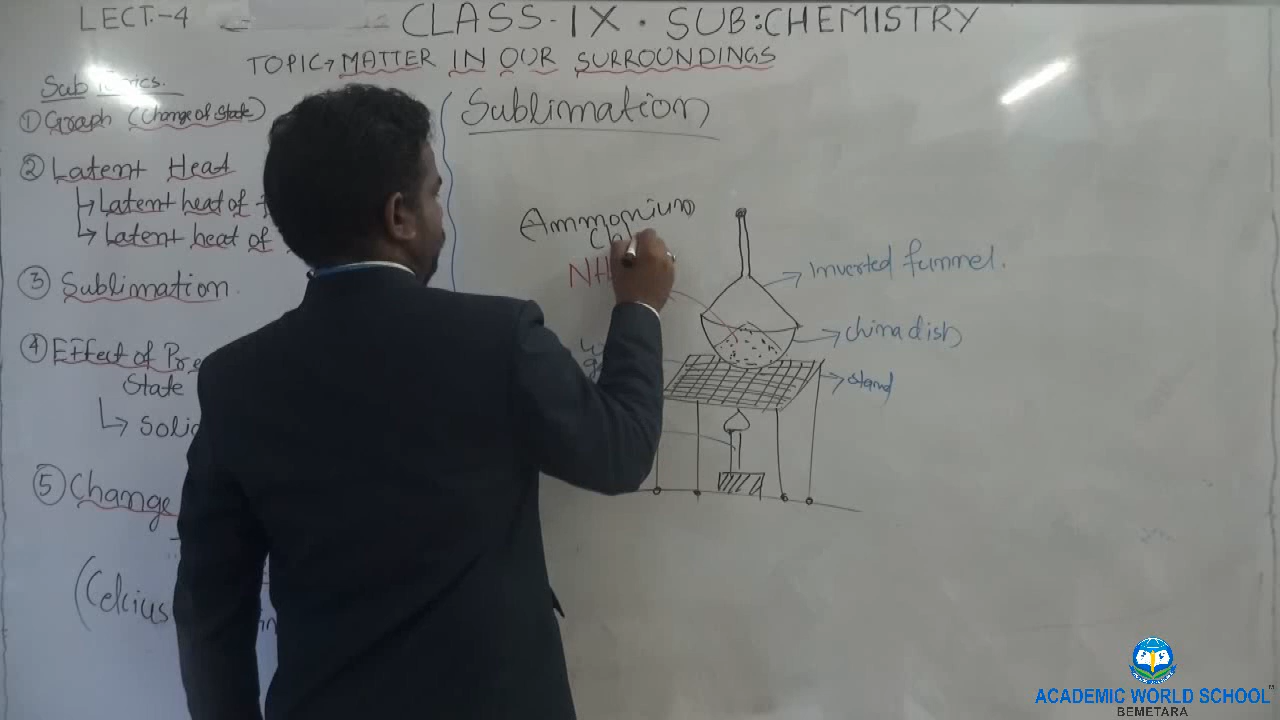 LECT:-4
CLASS-IX · SUB:CHEMISTRY
TOPIC→ MATTER IN OUR SURROUNDINGS
Sub
① Graph (Change of State)
② Latent Heat
↳ Latent heat of
↳ Latent heat of
③ Sublimation
④ Effect of
State
↳
⑤ Change
(Celcius
Sublimation
Ammonium
→ Inverted funnel.
→ China dish
→ stand
ACADEMIC WORLD SCHOOL
BEMETARA